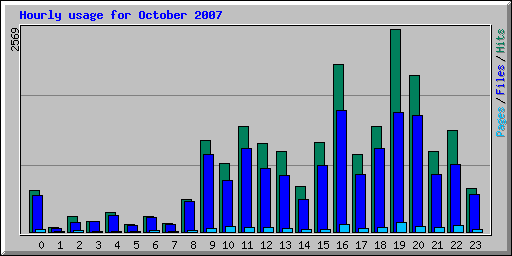 Hourly usage for October 2007
2569
Pages/Files/Hits
0 1 2 3 4 5 6 7 8 9 10 11 12 13 14 15 16 17 18 19 20 21 22 23